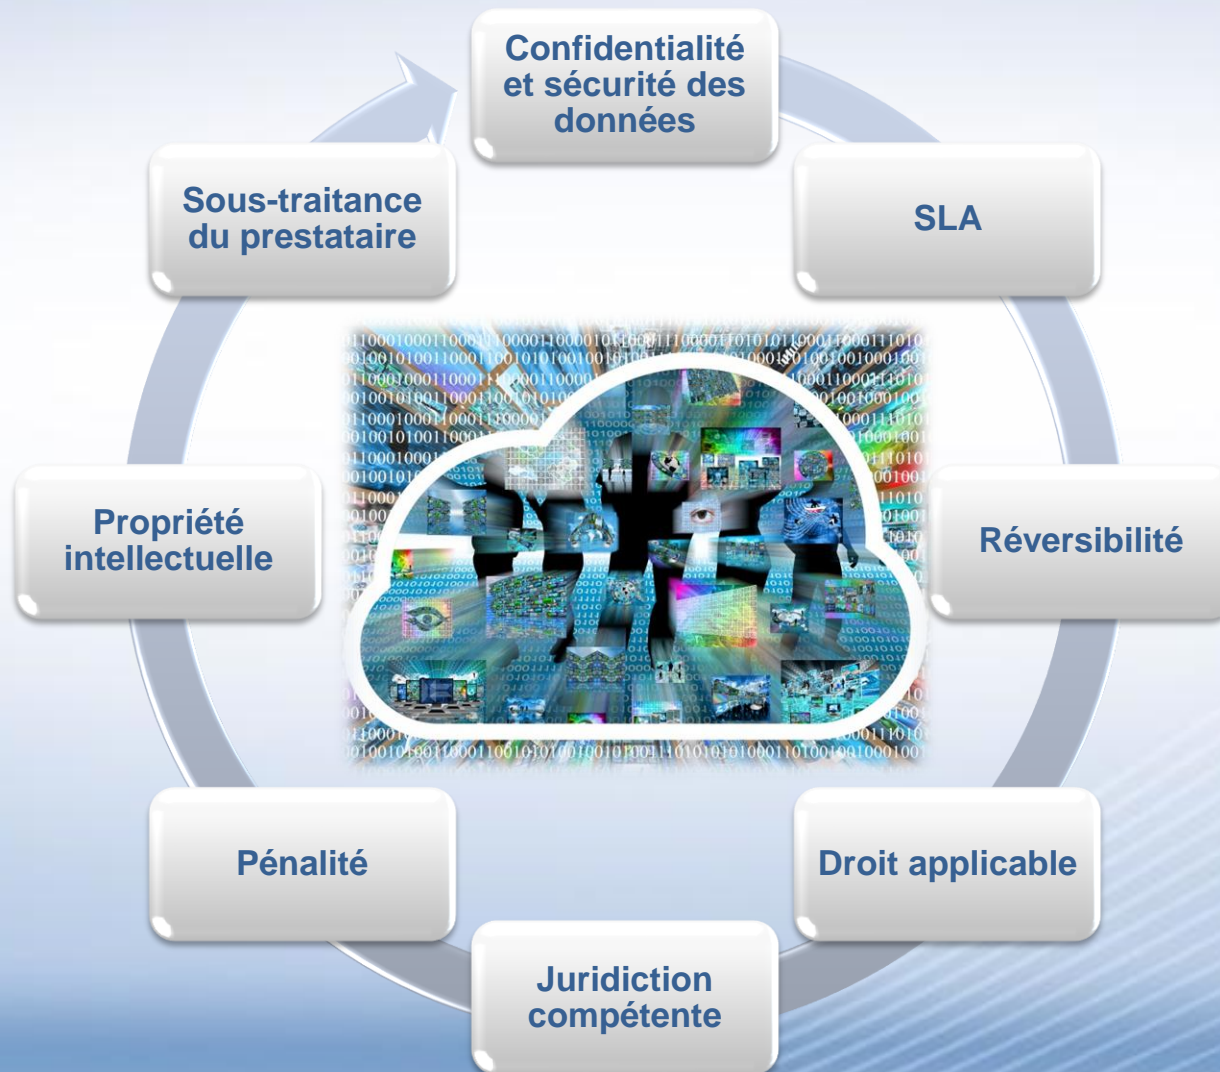 Confidentialité
et sécurité des
données
SLA
Réversibilité
Droit applicable
Juridiction
compétente
Pénalité
Propriété
intellectuelle
Sous-traitance
du prestataire